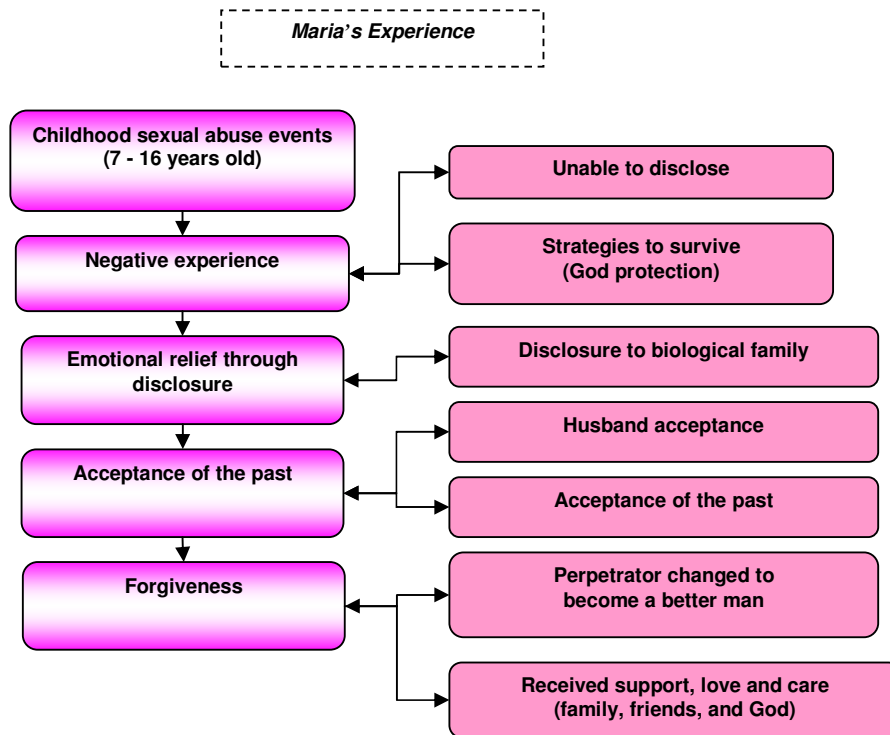 Maria's Experience
Childhood sexual abuse events
(7 - 16 years old)
Unable to disclose
Negative experience
Strategies to survive
(God protection)
Emotional relief through
disclosure
Disclosure to biological family
Husband acceptance
Acceptance of the past
Acceptance of the past
Forgiveness
Perpetrator changed to
become a better man
Received support, love and care
(family, friends, and God)